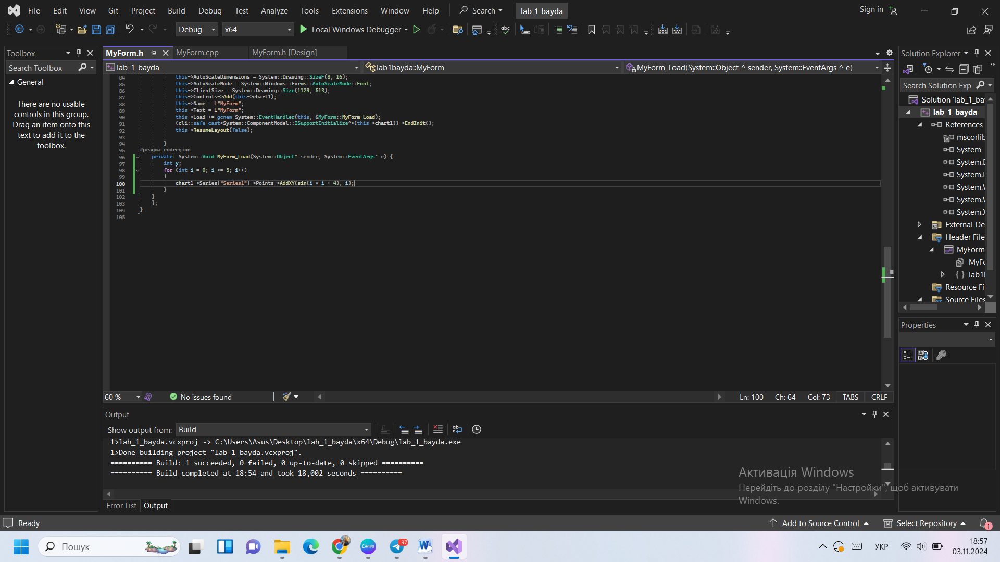 File Edit View Git Project Build Debug Test Analyze Tools Extensions Window Help Search lab_1_bayda Sign in
Debug x64 Local Windows Debugger
Toolbox
Search Toolbox
General
There are no usable
controls in this group.
Drag an item onto this
text to add it to the
toolbox.
MyForm.h MyForm.cpp MyForm.h [Design]
lab_1_bayda lab1bayda::MyForm MyForm_Load(System::Object ^ sender, System::EventArgs ^ e)
84 this->AutoScaleDimensions = System::Drawing::SizeF(8, 16);
85 this->AutoScaleMode = System::Windows::Forms::AutoScaleMode::Font;
86 this->ClientSize = System::Drawing::Size(1129, 513);
87 this->Controls->Add(this->chart1);
88 this->Name = L"MyForm";
89 this->Text = L"MyForm";
90 this->Load += gcnew System::EventHandler(this, &MyForm::MyForm_Load);
91 (cli::safe_cast<System::ComponentModel::ISupportInitialize^>(this->chart1))->EndInit();
92 this->ResumeLayout(false);
93
94 }
95 #pragma endregion
96 private: System::Void MyForm_Load(System::Object^ sender, System::EventArgs^ e) {
97 int y;
98 for (int i = 0; i <= 5; i++)
99 {
100 chart1->Series["Series1"]->Points->AddXY(sin(i * i + 4), i);
101 }
102 }
103 };
104 }
105
60 % No issues found Ln: 100 Ch: 64 Col: 73 TABS CRLF
Output
Show output from: Build
1>lab_1_bayda.vcxproj -> C:\Users\Asus\Desktop\lab_1_bayda\x64\Debug\lab_1_bayda.exe
1>Done building project "lab_1_bayda.vcxproj".
========== Build: 1 succeeded, 0 failed, 0 up-to-date, 0 skipped ==========
========== Build completed at 18:54 and took 18,002 seconds ==========
Error List Output
Solution Explorer
Search Solution Exp
Solution 'lab_1_bay
lab_1_bayda
References
mscorlib
System
System.D
System.D
System.W
System.W
System.X
External De
Header File
MyForm
MyFo
lab1l
Resource Fi
Source Files
Properties
Активація Windows
Перейдіть до розділу "Настройки", щоб активувати
Windows.
Ready Add to Source Control Select Repository 1
Пошук Canva 97 УКР 18:57
03.11.2024